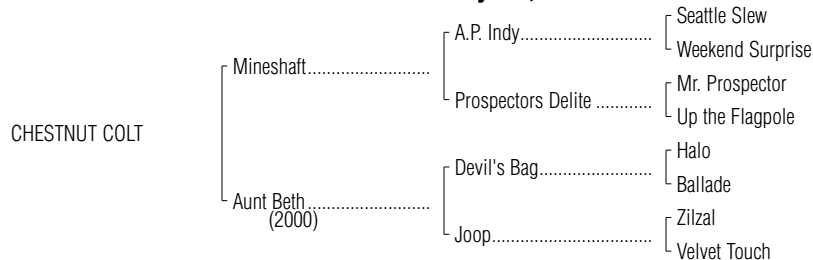 Seattle Slew
A.P. Indy
Weekend Surprise
Mineshaft
Mr. Prospector
Prospectors Delite
Up the Flagpole
CHESTNUT COLT
Halo
Devil's Bag
Ballade
Aunt Beth
(2000)
Zilzal
Joop
Velvet Touch